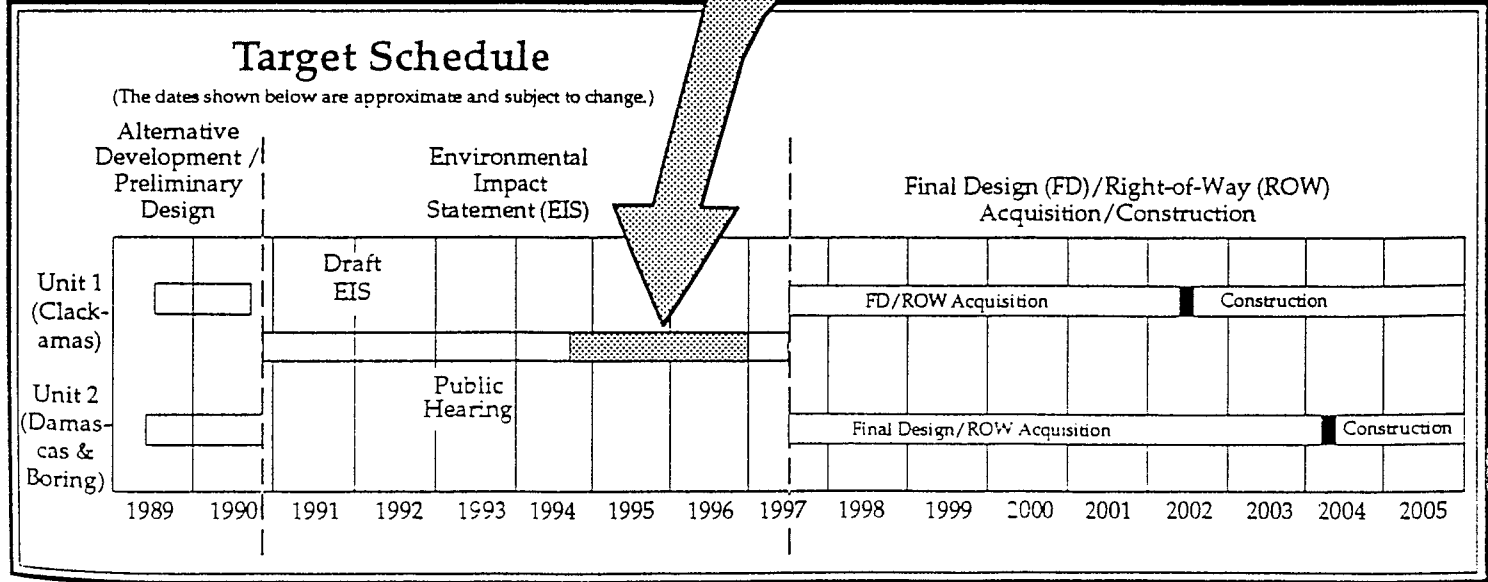 Target Schedule
(The dates shown below are approximate and subject to change.)
Alternative
Development /
Preliminary
Design
Environmental
Impact
Statement (EIS)
Final Design (FD)/Right-of-Way (ROW)
Acquisition/Construction
Unit 1
(Clack-
amas)
Draft
EIS
FD/ROW Acquisition
Construction
Unit 2
(Damas-
cas &
Boring)
Public
Hearing
Final Design/ROW Acquisition
Construction
1989 1990 1991 1992 1993 1994 1995 1996 1997 1998 1999 2000 2001 2002 2003 2004 2005